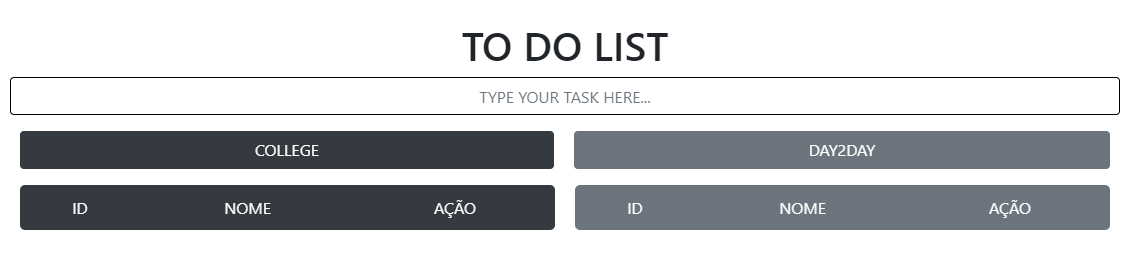 TO DO LIST
TYPE YOUR TASK HERE...
COLLEGE DAY2DAY
ID NOME AÇÃO ID NOME AÇÃO